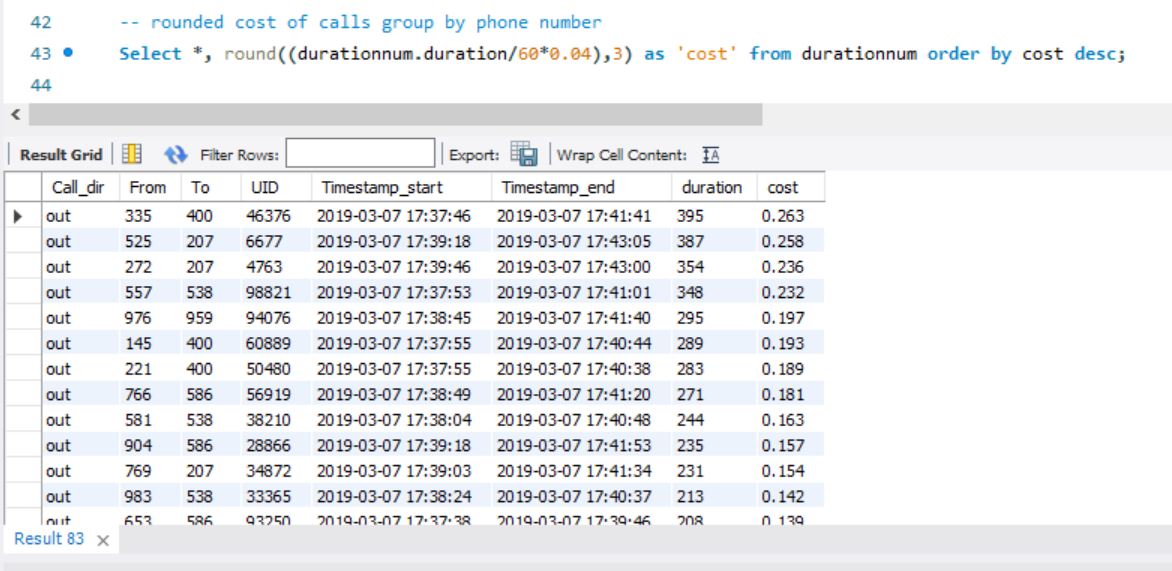 42 -- rounded cost of calls group by phone number
43 Select *, round((durationnum.duration/60*0.04),3) as 'cost' from durationnum order by cost desc;
44
Result Grid Filter Rows: Export: Wrap Cell Content: IA
Call_dir From To UID Timestamp_start Timestamp_end duration cost
out 335 400 46376 2019-03-07 17:37:46 2019-03-07 17:41:41 395 0.263
out 525 207 6677 2019-03-07 17:39:18 2019-03-07 17:43:05 387 0.258
out 272 207 4763 2019-03-07 17:39:46 2019-03-07 17:43:00 354 0.236
out 557 538 98821 2019-03-07 17:37:53 2019-03-07 17:41:01 348 0.232
out 976 959 94076 2019-03-07 17:38:45 2019-03-07 17:41:40 295 0.197
out 145 400 60889 2019-03-07 17:37:55 2019-03-07 17:40:44 289 0.193
out 221 400 50480 2019-03-07 17:37:55 2019-03-07 17:40:38 283 0.189
out 766 586 56919 2019-03-07 17:38:49 2019-03-07 17:41:20 271 0.181
out 581 538 38210 2019-03-07 17:38:04 2019-03-07 17:40:48 244 0.163
out 904 586 28866 2019-03-07 17:39:18 2019-03-07 17:41:53 235 0.157
out 769 207 34872 2019-03-07 17:39:03 2019-03-07 17:41:34 231 0.154
out 983 538 33365 2019-03-07 17:38:24 2019-03-07 17:40:37 213 0.142
out 653 586 93250 2019-03-07 17:37:38 2019-03-07 17:39:46 208 0.139
Result 83